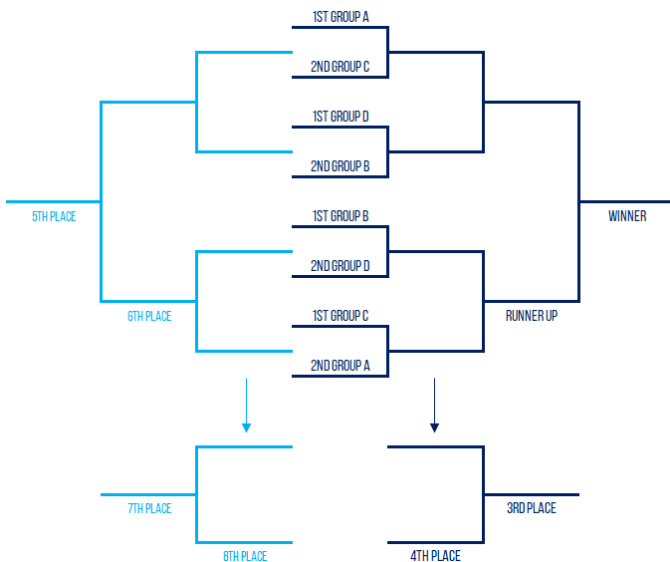 1ST GROUP A
2ND GROUP C
1ST GROUP D
2ND GROUP B
5TH PLACE
WINNER
1ST GROUP B
2ND GROUP D
6TH PLACE
1ST GROUP C
RUNNER UP
2ND GROUP A
7TH PLACE
3RD PLACE
8TH PLACE
4TH PLACE